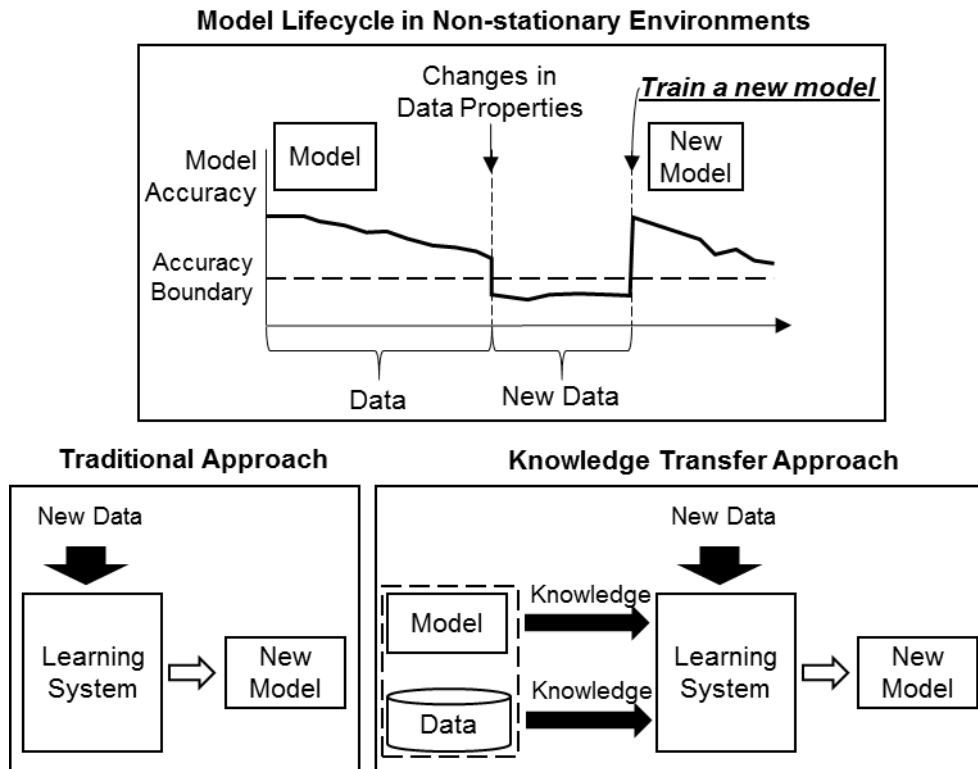 Model Lifecycle in Non-stationary Environments
Changes in
Data Properties
Train a new model
Model
Accuracy
Model
New
Model
Accuracy
Boundary
Data
New Data
Traditional Approach
New Data
Learning
System
New
Model
Knowledge Transfer Approach
New Data
Model
Knowledge
Data
Knowledge
Learning
System
New
Model